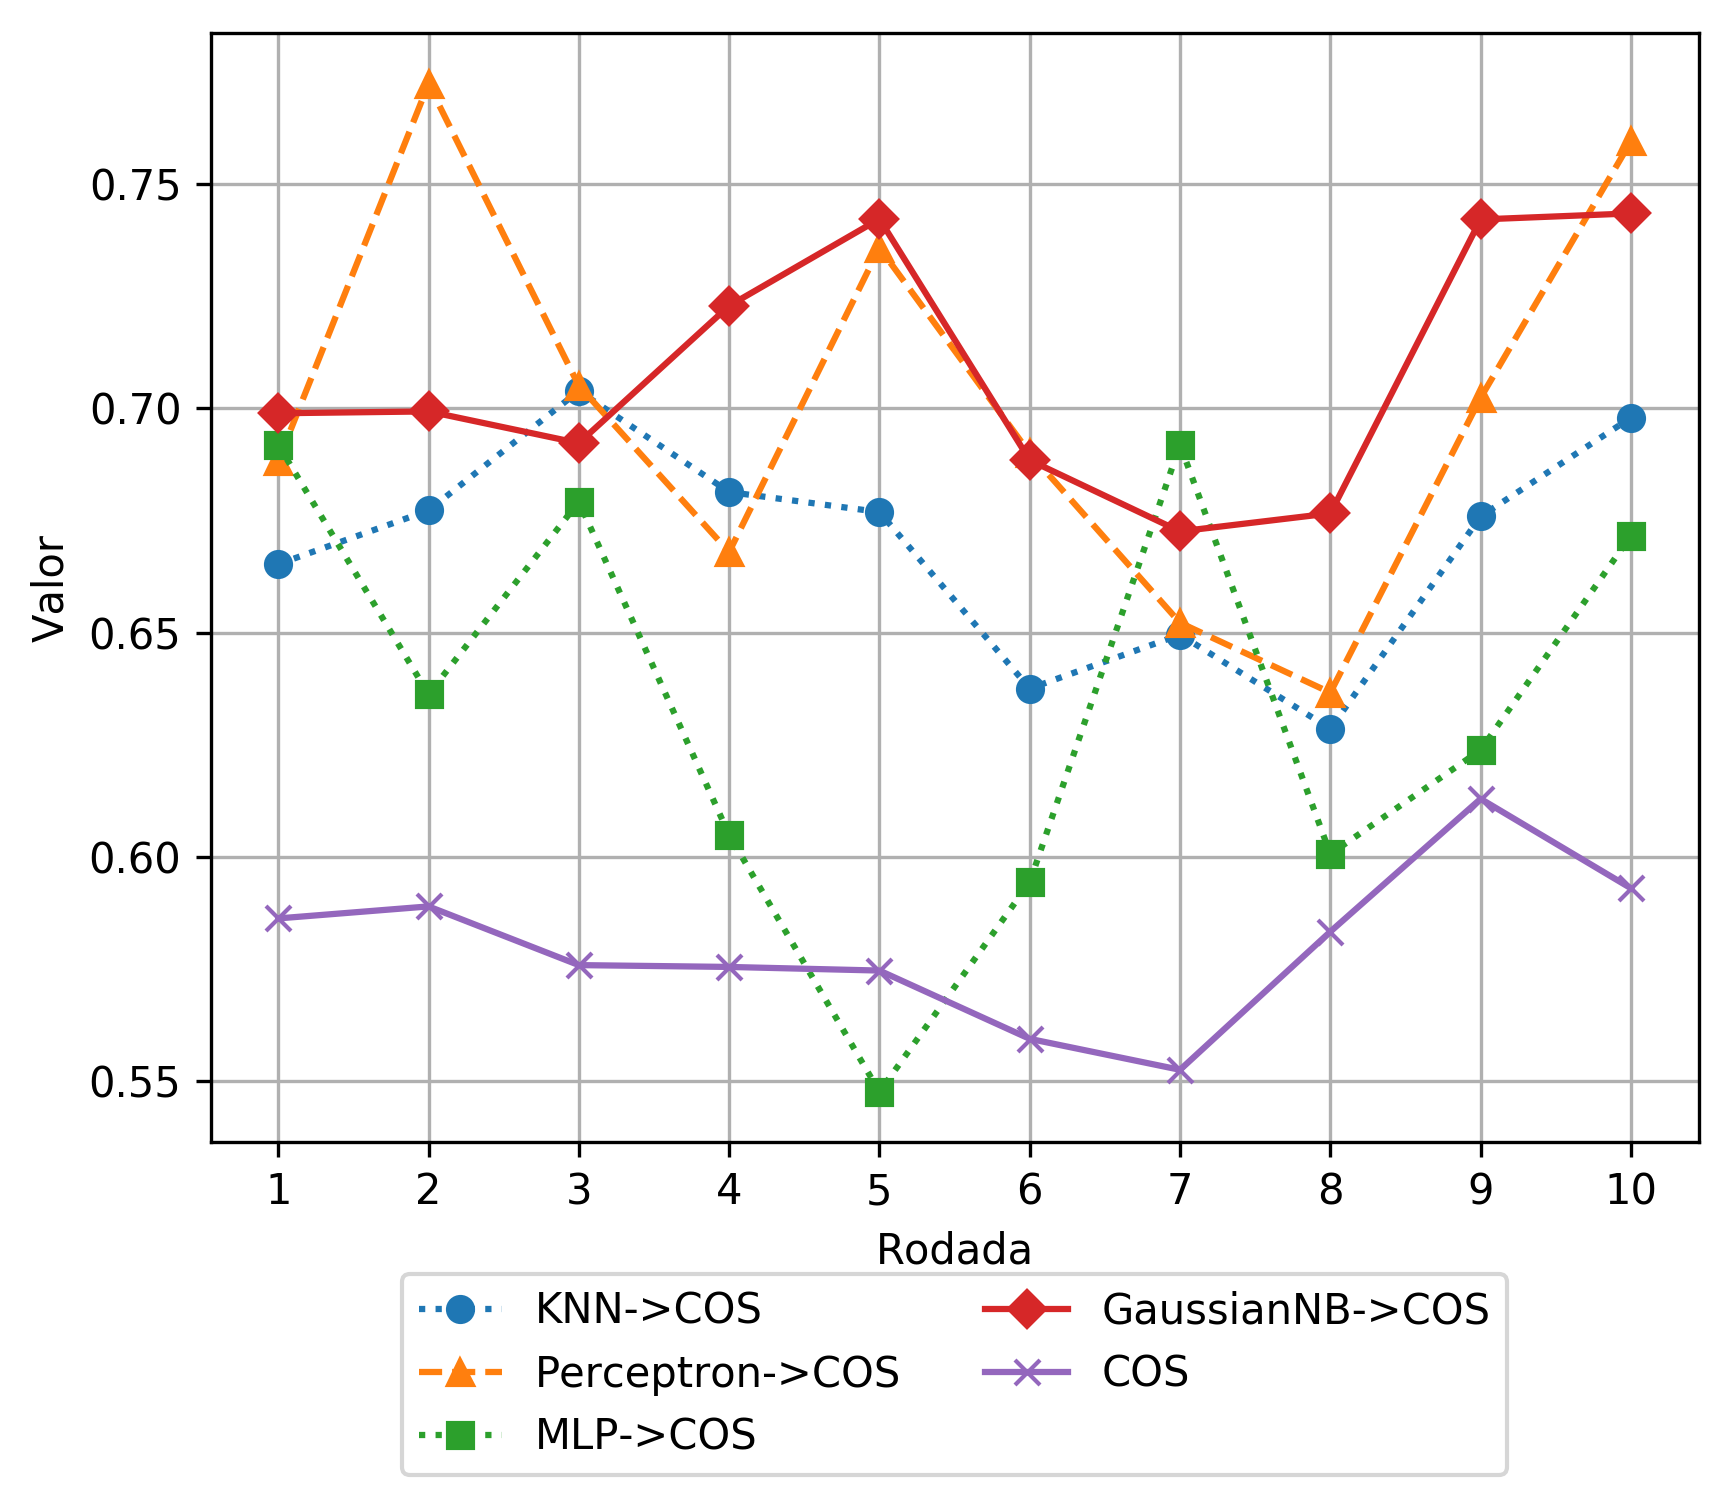 0.75
0.70
0.65
0.60
0.55
Valor
1 2 3 4 5 6 7 8 9 10
Rodada
KNN->COS
Perceptron->COS
MLP->COS
GaussianNB->COS
COS